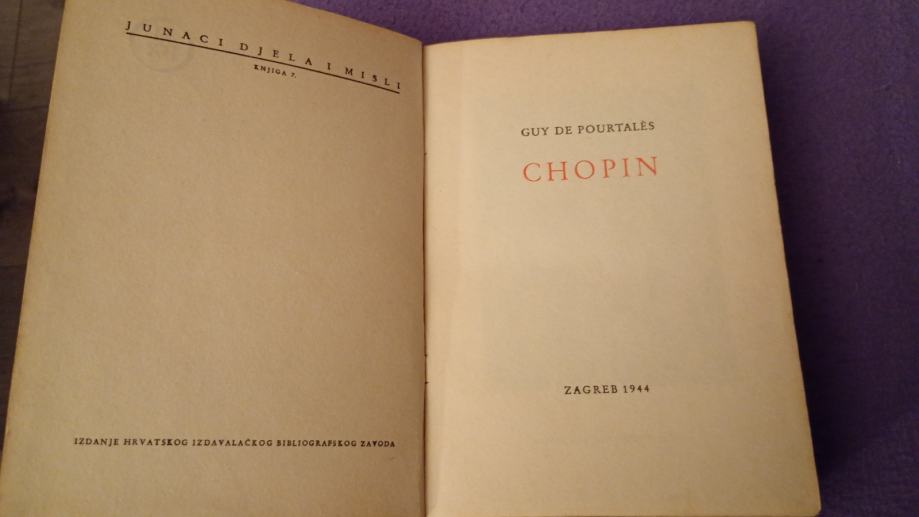 JUNACI DJELA I MISLI
KNJIGA 7.
IZDANJE HRVATSKOG IZDAVALAČKOG BIBLIOGRAFSKOG ZAVODA
GUY DE POURTALÈS
CHOPIN
ZAGREB 1944